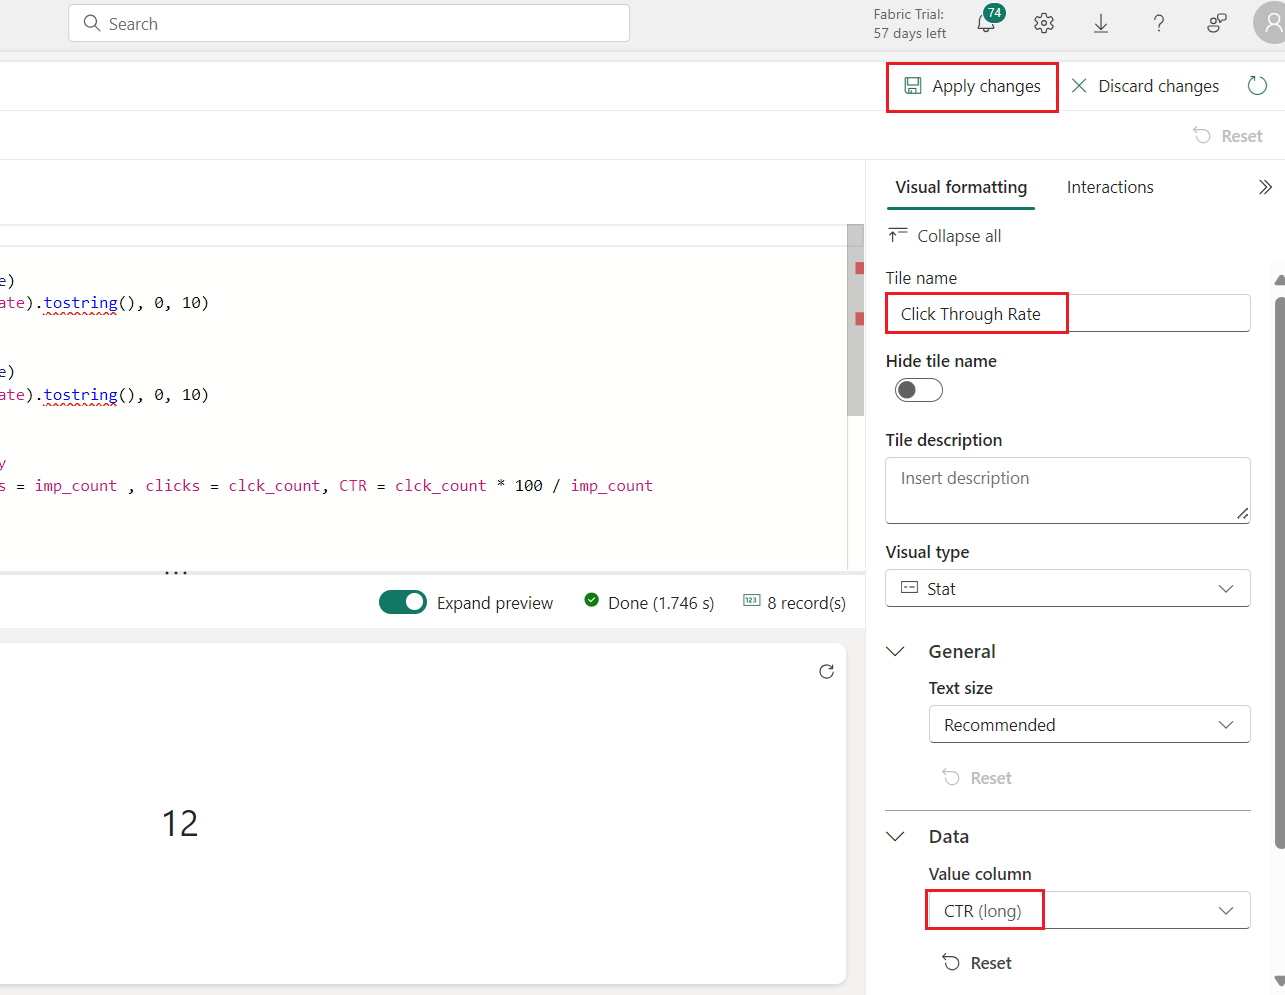 Search
Fabric Trial:
57 days left
74
Apply changes
Discard changes
Reset
Visual formatting
Interactions
Collapse all
e)
ate).tostring(), 0, 10)
e)
ate).tostring(), 0, 10)
y
s = imp_count , clicks = clck_count, CTR = clck_count * 100 / imp_count
...
Expand preview
Done (1.746 s)
123
8 record(s)
12
Tile name
Click Through Rate
Hide tile name
Tile description
Insert description
Visual type
Stat
General
Text size
Recommended
Reset
Data
Value column
CTR (long)
Reset